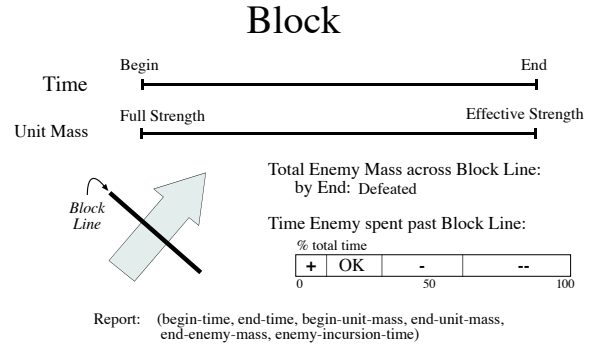 Block
Begin End
Time
Full Strength Effective Strength
Unit Mass
Total Enemy Mass across Block Line:
by End: Defeated
Block
Line
Time Enemy spent past Block Line:
% total time
+ OK - --
0 50 100
Report: (begin-time, end-time, begin-unit-mass, end-unit-mass,
end-enemy-mass, enemy-incursion-time)